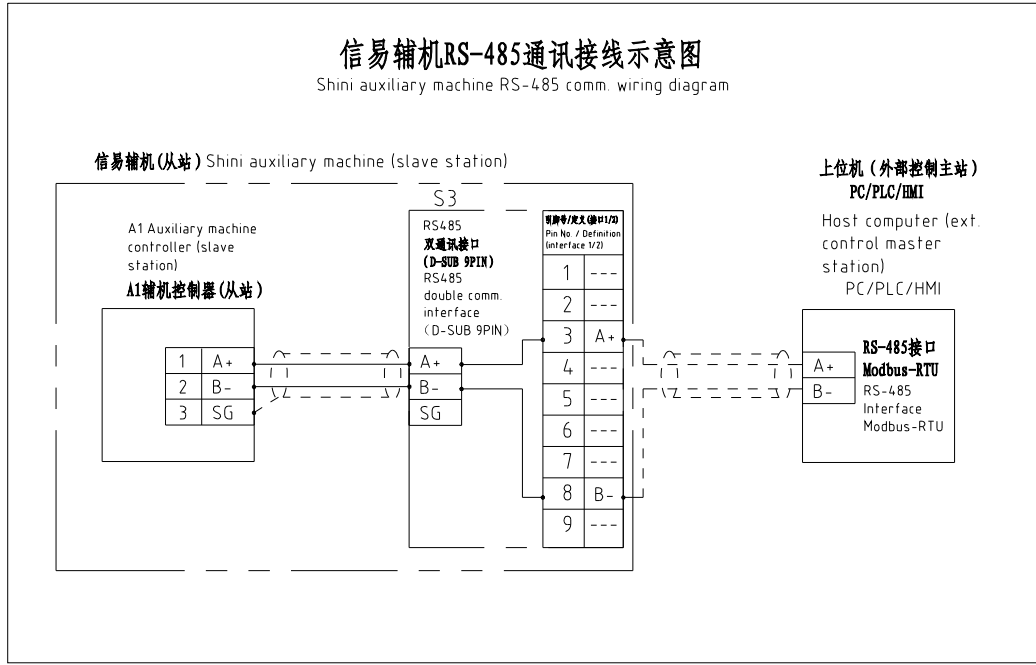 信易辅机RS-485通讯接线示意图
Shini auxiliary machine RS-485 comm. wiring diagram
信易辅机(从站) Shini auxiliary machine (slave station)
A1 Auxiliary machine
controller (slave
station)
A1辅机控制器(从站)
1 A+
2 B-
3 SG
S3
RS485
双通讯接口
(D-SUB 9PIN)
RS485
double comm.
interface
(D-SUB 9PIN)
A+
B-
SG
引脚号/定义(接口1/2)
Pin No. / Definition
(interface 1/2)
1 ---
2 ---
3 A+
4 ---
5 ---
6 ---
7 ---
8 B-
9 ---
上位机(外部控制主站)
PC/PLC/HMI
Host computer (ext.
control master
station)
PC/PLC/HMI
A+
B-
RS-485接口
Modbus-RTU
RS-485
Interface
Modbus-RTU